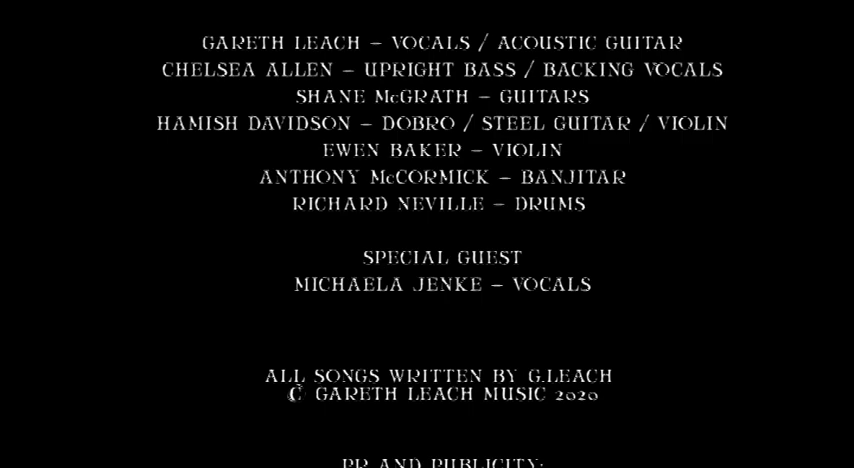 GARETH LEACH – VOCALS / ACOUSTIC GUITAR
CHELSEA ALLEN – UPRIGHT BASS / BACKING VOCALS
SHANE McGRATH – GUITARS
HAMISH DAVIDSON – DOBRO / STEEL GUITAR / VIOLIN
EWEN BAKER – VIOLIN
ANTHONY McCORMICK – BANJITAR
RICHARD NEVILLE – DRUMS
SPECIAL GUEST
MICHAELA JENKE – VOCALS
ALL SONGS WRITTEN BY G.LEACH
© GARETH LEACH MUSIC 2020
PR AND PUBLICITY: